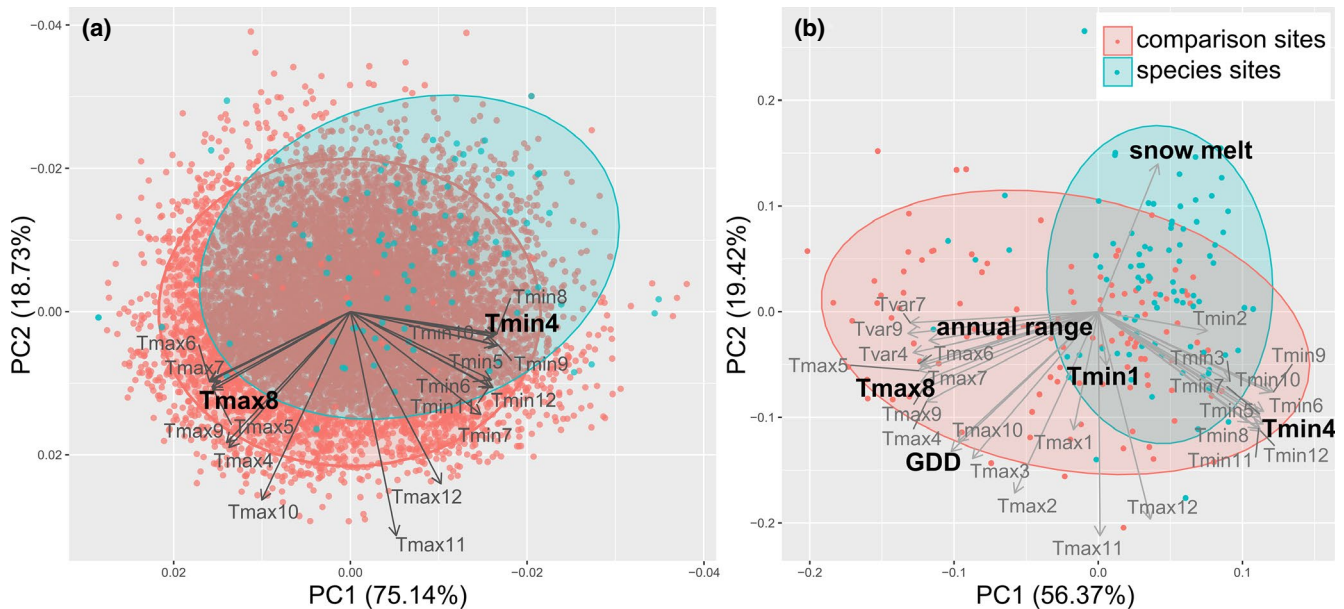 (a)
−0.04
−0.02
0.00
0.02
PC2 (18.73%)
Tmin8
Tmin10
Tmin4
Tmin5
Tmin9
Tmin6
Tmin12
Tmin11
Tmin7
Tmax6
Tmax7
Tmax8
Tmax9
Tmax5
Tmax4
Tmax10
Tmax12
Tmax11
0.02
0.00
−0.02
−0.04
PC1 (75.14%)
(b)
comparison sites
species sites
0.2
0.1
0.0
−0.1
−0.2
PC2 (19.42%)
snow melt
Tvar7
Tvar9
annual range
Tmin2
Tvar4
Tmax6
Tmin3
Tmin9
Tmax5
Tmax7
Tmin1
Tmin7
Tmin10
Tmax8
Tmax9
Tmin5
Tmin6
Tmax4
Tmax10
Tmax1
Tmin8
Tmin4
GDD
Tmax3
Tmin11
Tmin12
Tmax2
Tmax12
Tmax11
−0.2
−0.1
0.0
0.1
PC1 (56.37%)